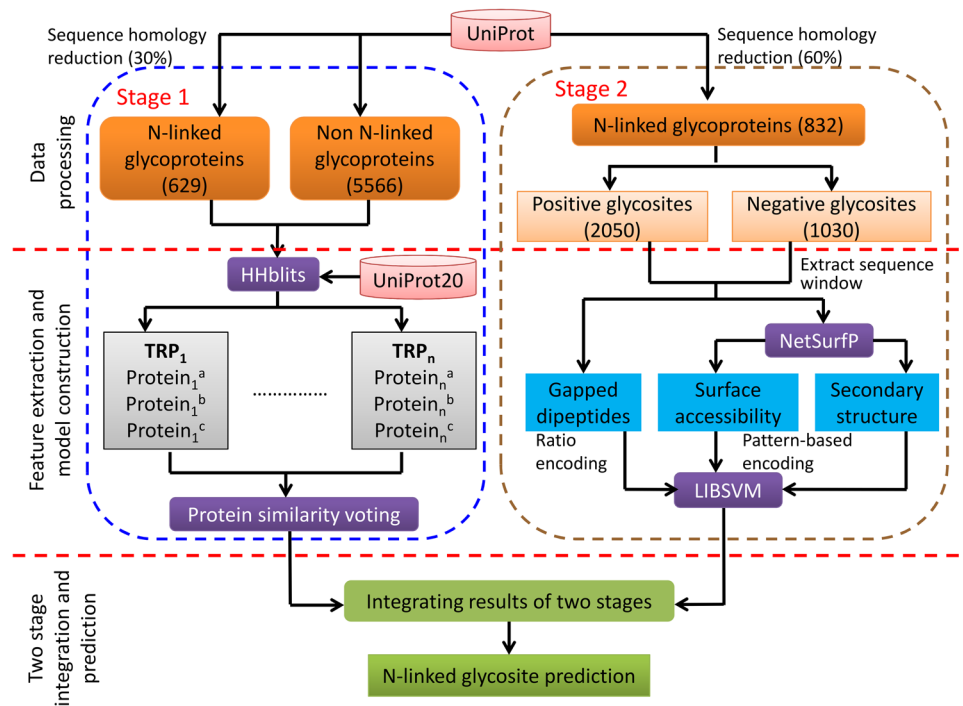 UniProt
Sequence homology
reduction (30%)
Sequence homology
reduction (60%)
Data
processing
Stage 1
N-linked
glycoproteins
(629)
Non N-linked
glycoproteins
(5566)
Stage 2
N-linked glycoproteins (832)
Positive glycosites
(2050)
Negative glycosites
(1030)
Feature extraction and
model construction
HHblits
UniProt20
TRP1
Protein1a
Protein1b
Protein1c
...............
TRPn
Proteinna
Proteinnb
Proteinnc
Protein similarity voting
Extract sequence
window
NetSurfP
Gapped
dipeptides
Surface
accessibility
Secondary
structure
Ratio
encoding
Pattern-based
encoding
LIBSVM
Two stage
integration and
prediction
Integrating results of two stages
N-linked glycosite prediction